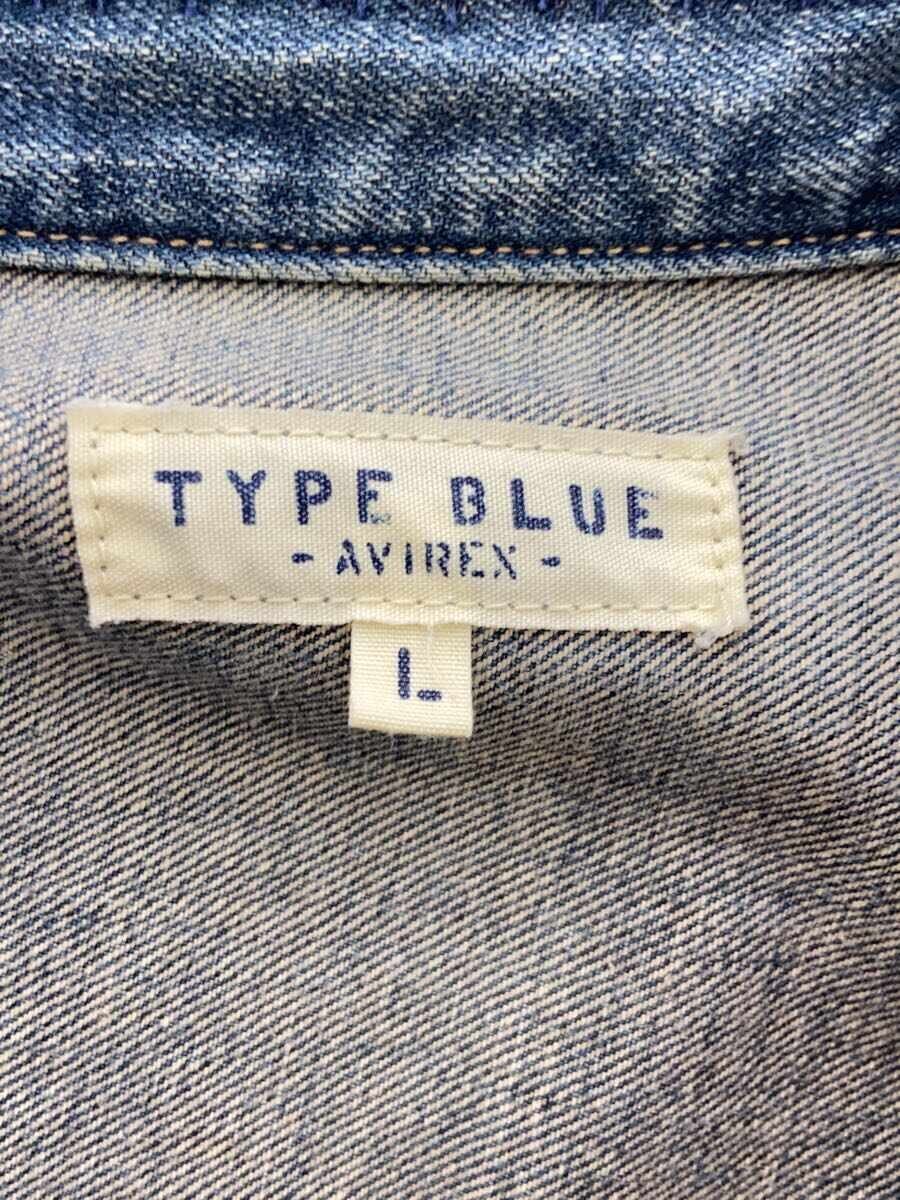 TYPE BLUE
- AVIREX -
L